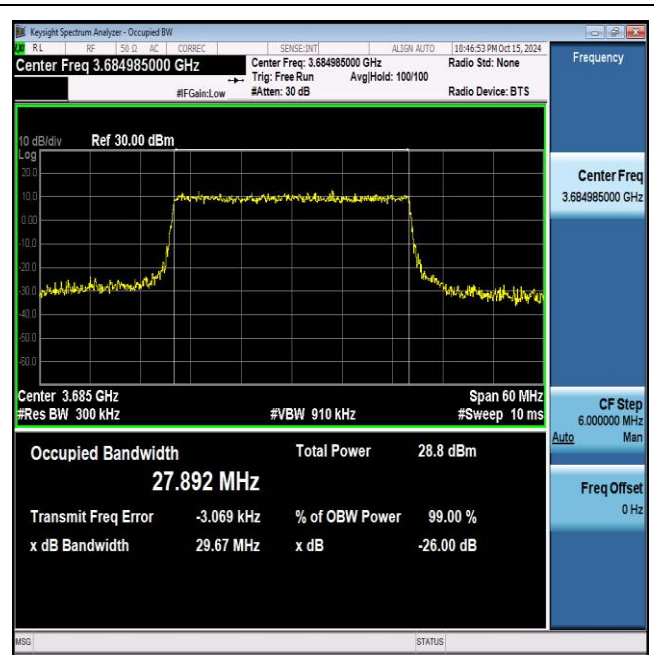 Keysight Spectrum Analyzer - Occupied BW
RL RF 50 Ω AC CORREC SENSE:INT ALIGN AUTO 10:46:53 PM Oct 15, 2024
Center Freq 3.684985000 GHz Center Freq: 3.684985000 GHz Radio Std: None
Trig: Free Run Avg|Hold: 100/100
#IFGain:Low #Atten: 30 dB Radio Device: BTS
Frequency
10 dB/div Ref 30.00 dBm
Log
20.0
10.0
0.00
-10.0
-20.0
-30.0
-40.0
-50.0
-60.0
Center 3.685 GHz Span 60 MHz
#Res BW 300 kHz #VBW 910 kHz #Sweep 10 ms
Center Freq
3.684985000 GHz
CF Step
6.000000 MHz
Auto Man
Freq Offset
0 Hz
Occupied Bandwidth Total Power 28.8 dBm
27.892 MHz
Transmit Freq Error -3.069 kHz % of OBW Power 99.00 %
x dB Bandwidth 29.67 MHz x dB -26.00 dB
MSG STATUS